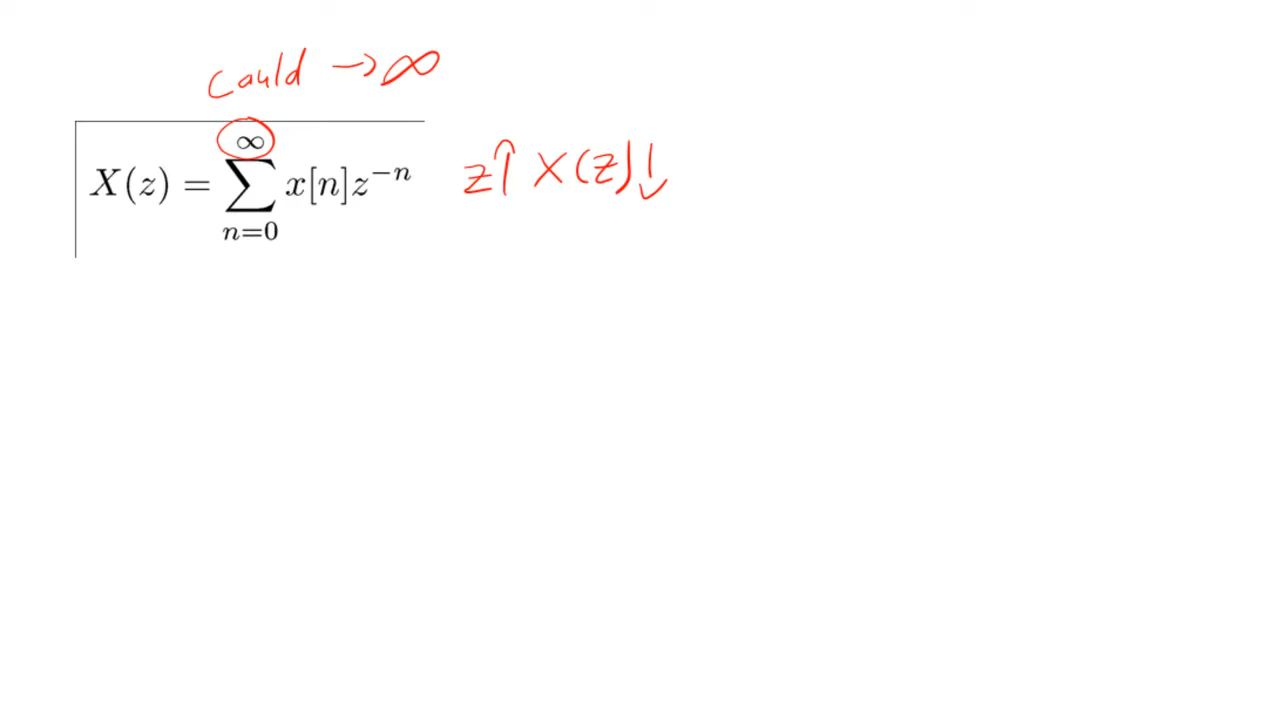 could → ∞
X(z) = ∑_{n=0}^{∞} x[n]z^{-n} z↑ X(z)↓